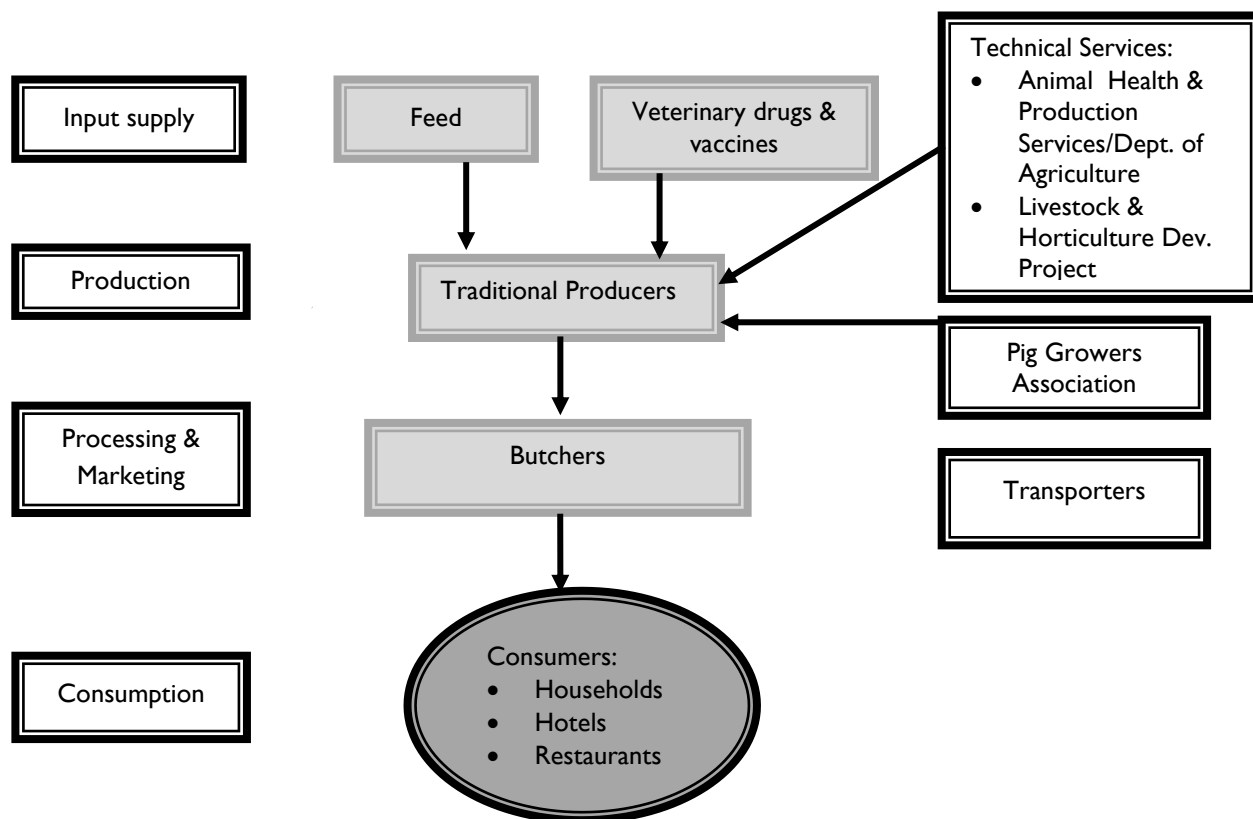 Input supply
Feed
Veterinary drugs &
vaccines
Technical Services:
• Animal Health &
Production
Services/Dept. of
Agriculture
• Livestock &
Horticulture Dev.
Project
Production
Traditional Producers
Pig Growers
Association
Processing &
Marketing
Butchers
Transporters
Consumption
Consumers:
• Households
• Hotels
• Restaurants